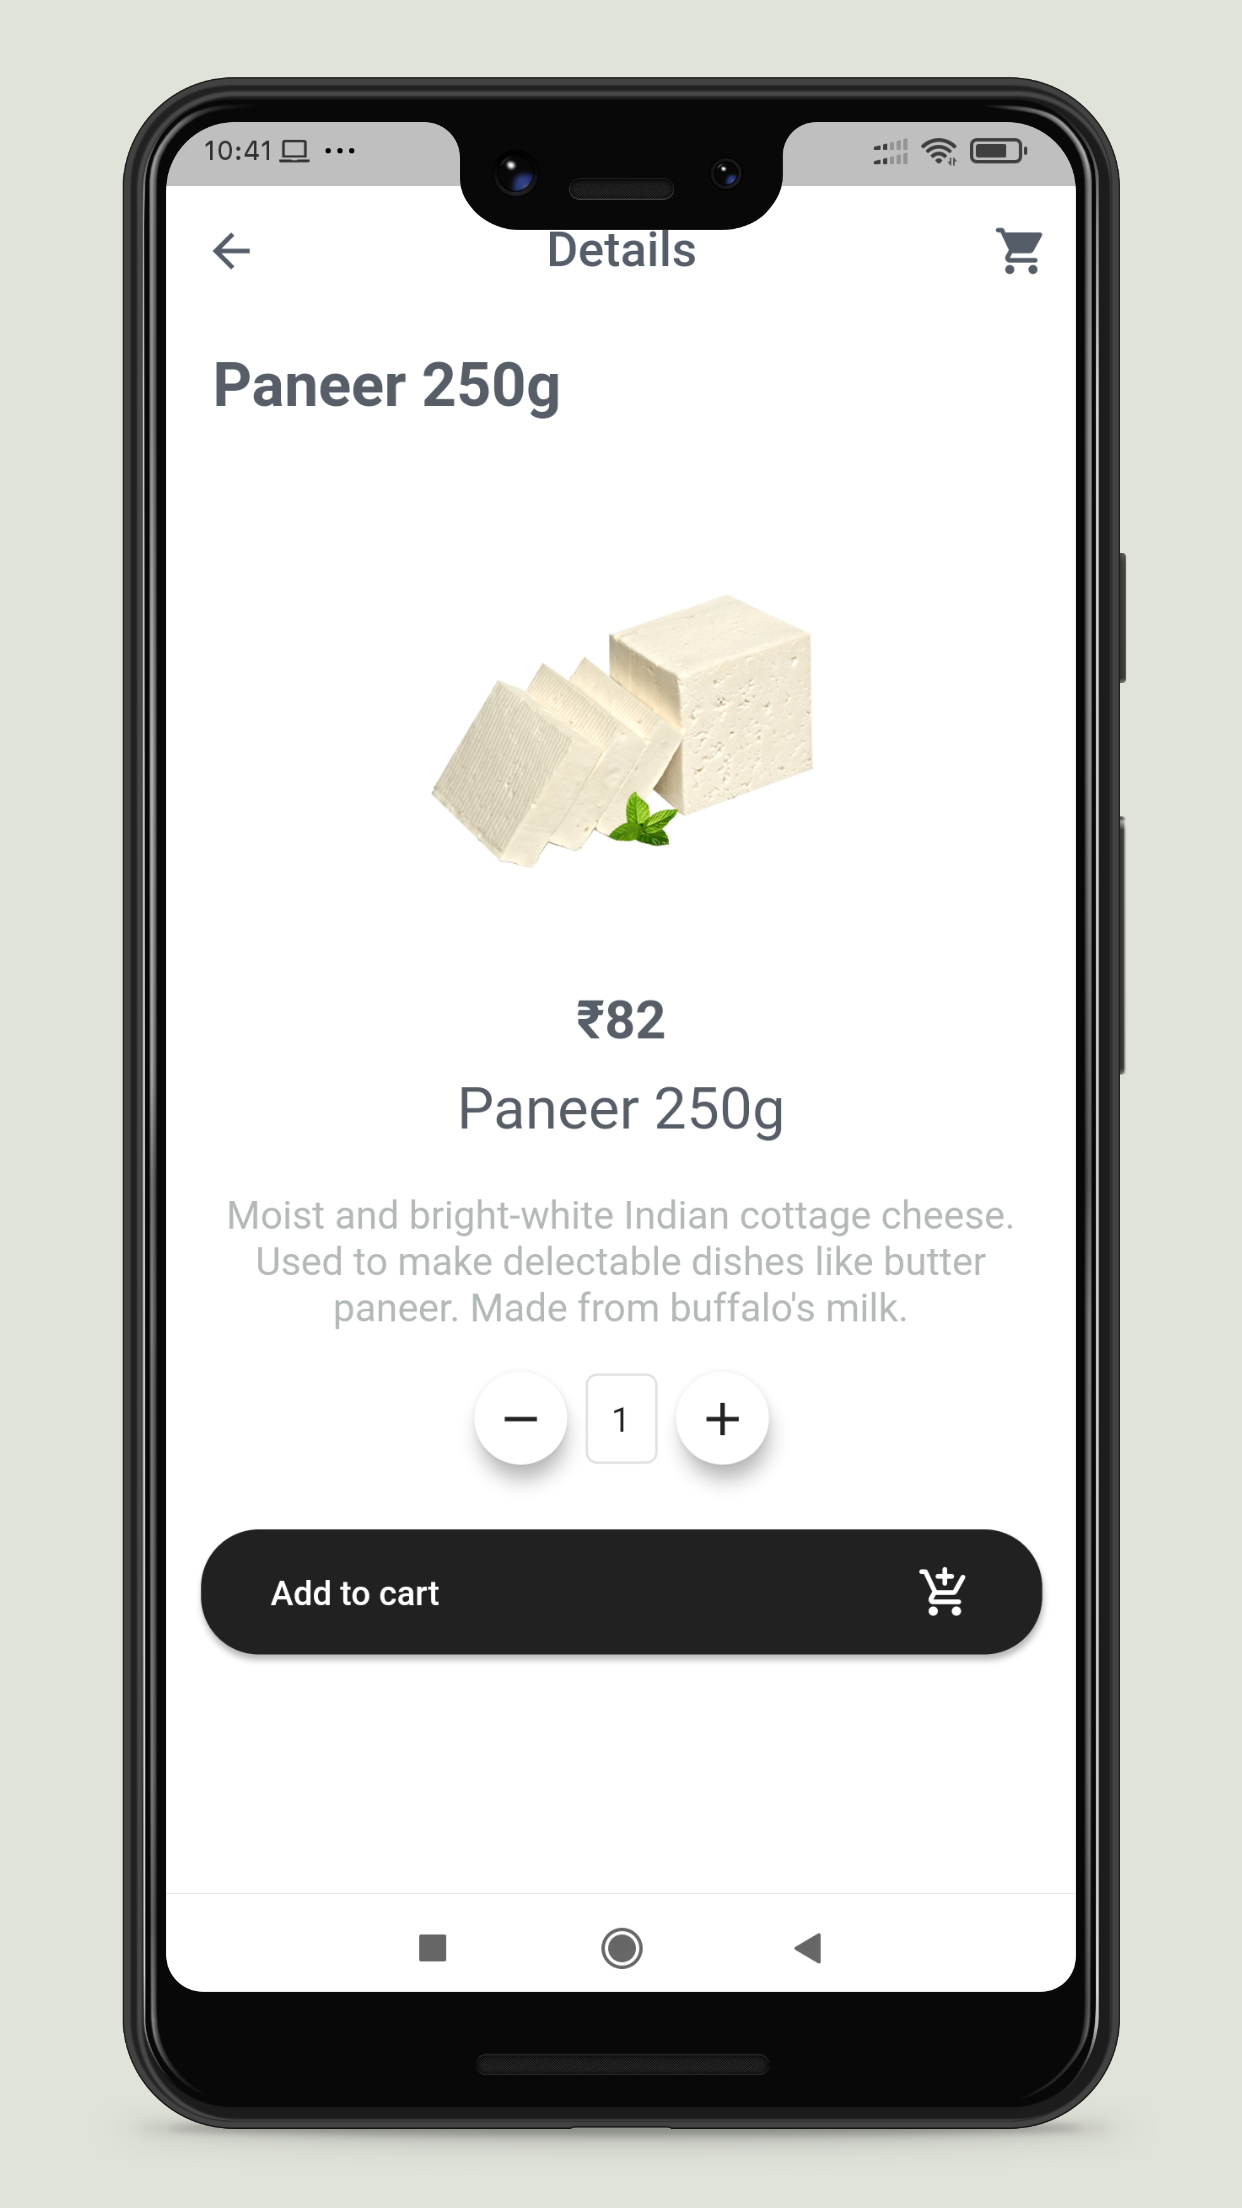 10:41
Details
Paneer 250g
₹82
Paneer 250g
Moist and bright-white Indian cottage cheese.
Used to make delectable dishes like butter
paneer. Made from buffalo's milk.
1
Add to cart